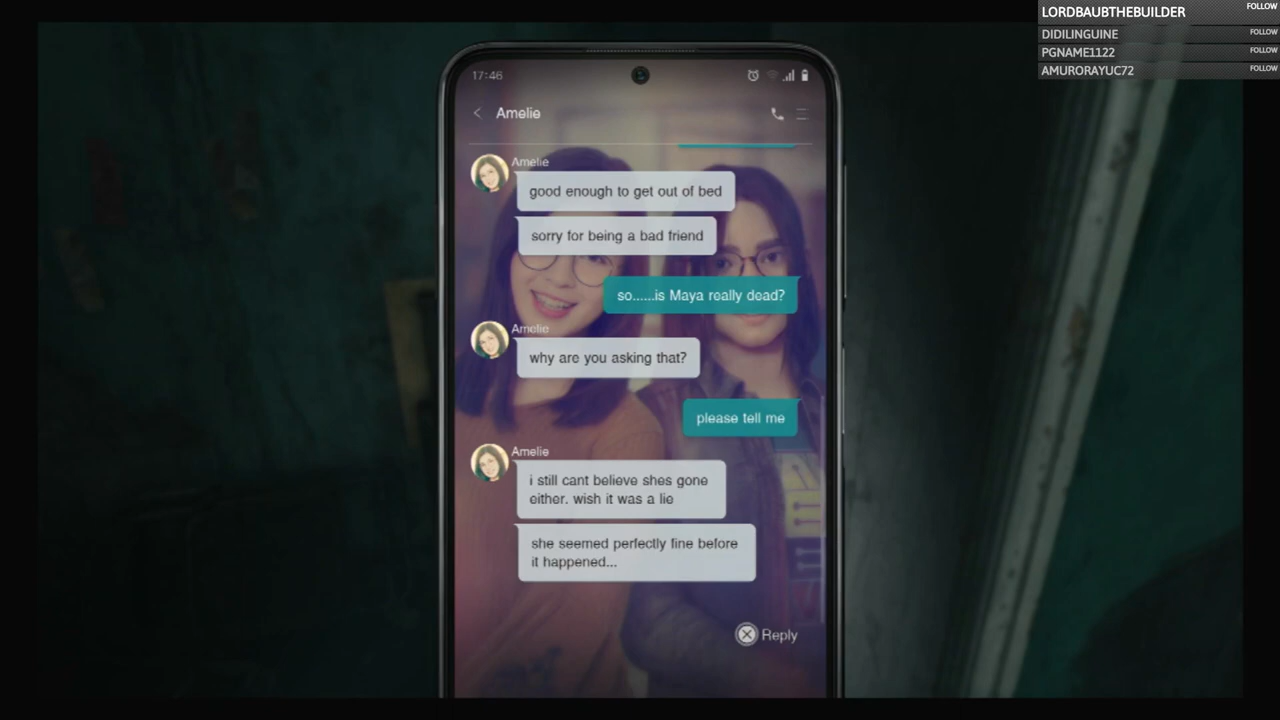 LORDBAUBTHEBUILDER FOLLOW
DIDILINGUINE FOLLOW
PGNAME1122 FOLLOW
AMURORAYUC72 FOLLOW
17:46
Amelie
Amelie
good enough to get out of bed
sorry for being a bad friend
so......is Maya really dead?
Amelie
why are you asking that?
please tell me
Amelie
i still cant believe shes gone
either. wish it was a lie
she seemed perfectly fine before
it happened...
Reply